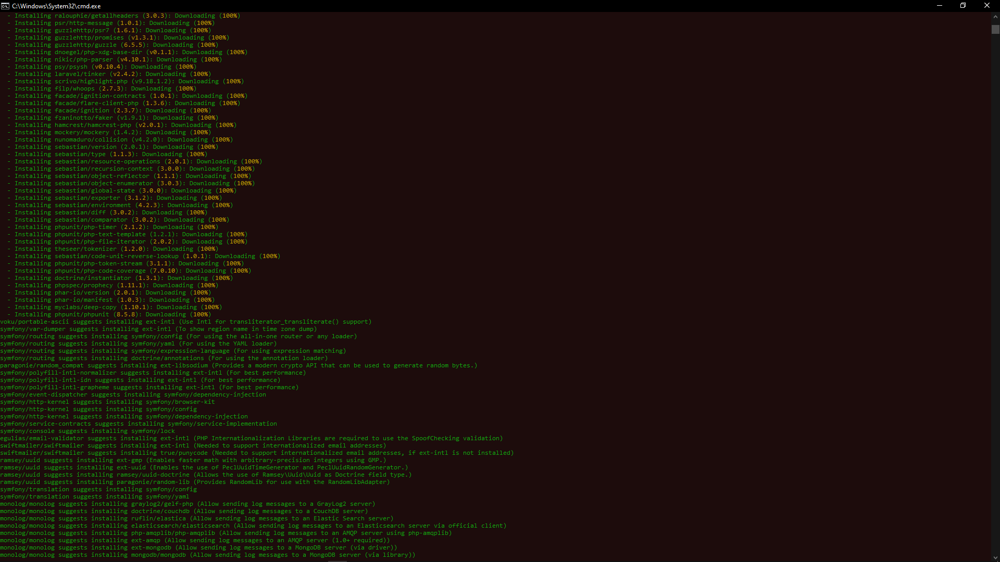 C:\Windows\System32\cmd.exe
- Installing ralouphie/getallheaders (3.0.3): Downloading (100%)
- Installing psr/http-message (1.0.1): Downloading (100%)
- Installing guzzlehttp/psr7 (1.6.1): Downloading (100%)
- Installing guzzlehttp/promises (v1.3.1): Downloading (100%)
- Installing guzzlehttp/guzzle (6.5.5): Downloading (100%)
- Installing dnoegel/php-xdg-base-dir (v0.1.1): Downloading (100%)
- Installing nikic/php-parser (v4.10.1): Downloading (100%)
- Installing psy/psysh (v0.10.4): Downloading (100%)
- Installing laravel/tinker (v2.4.2): Downloading (100%)
- Installing scrivo/highlight.php (v9.18.1.2): Downloading (100%)
- Installing filp/whoops (2.7.3): Downloading (100%)
- Installing facade/ignition-contracts (1.0.1): Downloading (100%)
- Installing facade/flare-client-php (1.3.6): Downloading (100%)
- Installing facade/ignition (2.3.7): Downloading (100%)
- Installing fzaninotto/faker (v1.9.1): Downloading (100%)
- Installing hamcrest/hamcrest-php (v2.0.1): Downloading (100%)
- Installing mockery/mockery (1.4.2): Downloading (100%)
- Installing nunomaduro/collision (v4.2.0): Downloading (100%)
- Installing sebastian/version (2.0.1): Downloading (100%)
- Installing sebastian/type (1.1.3): Downloading (100%)
- Installing sebastian/resource-operations (2.0.1): Downloading (100%)
- Installing sebastian/recursion-context (3.0.0): Downloading (100%)
- Installing sebastian/object-reflector (1.1.1): Downloading (100%)
- Installing sebastian/object-enumerator (3.0.3): Downloading (100%)
- Installing sebastian/global-state (3.0.0): Downloading (100%)
- Installing sebastian/exporter (3.1.2): Downloading (100%)
- Installing sebastian/environment (4.2.3): Downloading (100%)
- Installing sebastian/diff (3.0.2): Downloading (100%)
- Installing sebastian/comparator (3.0.2): Downloading (100%)
- Installing phpunit/php-timer (2.1.2): Downloading (100%)
- Installing phpunit/php-text-template (1.2.1): Downloading (100%)
- Installing phpunit/php-file-iterator (2.0.2): Downloading (100%)
- Installing theseer/tokenizer (1.2.0): Downloading (100%)
- Installing sebastian/code-unit-reverse-lookup (1.0.1): Downloading (100%)
- Installing phpunit/php-token-stream (3.1.1): Downloading (100%)
- Installing phpunit/php-code-coverage (7.0.10): Downloading (100%)
- Installing doctrine/instantiator (1.3.1): Downloading (100%)
- Installing phpspec/prophecy (1.11.1): Downloading (100%)
- Installing phar-io/version (2.0.1): Downloading (100%)
- Installing phar-io/manifest (1.0.3): Downloading (100%)
- Installing myclabs/deep-copy (1.10.1): Downloading (100%)
- Installing phpunit/phpunit (8.5.8): Downloading (100%)
voku/portable-ascii suggests installing ext-intl (Use Intl for transliterator_transliterate() support)
symfony/var-dumper suggests installing ext-intl (To show region name in time zone dump)
symfony/routing suggests installing symfony/config (For using the all-in-one router or any loader)
symfony/routing suggests installing symfony/yaml (For using the YAML loader)
symfony/routing suggests installing symfony/expression-language (For using expression matching)
symfony/routing suggests installing doctrine/annotations (For using the annotation loader)
paragonie/random_compat suggests installing ext-libsodium (Provides a modern crypto API that can be used to generate random bytes.)
symfony/polyfill-intl-normalizer suggests installing ext-intl (For best performance)
symfony/polyfill-intl-idn suggests installing ext-intl (For best performance)
symfony/polyfill-intl-grapheme suggests installing ext-intl (For best performance)
symfony/event-dispatcher suggests installing symfony/dependency-injection
symfony/http-kernel suggests installing symfony/browser-kit
symfony/http-kernel suggests installing symfony/config
symfony/http-kernel suggests installing symfony/dependency-injection
symfony/service-contracts suggests installing symfony/service-implementation
symfony/console suggests installing symfony/lock
egulias/email-validator suggests installing ext-intl (PHP Internationalization Libraries are required to use the SpoofChecking validation)
swiftmailer/swiftmailer suggests installing ext-intl (Needed to support internationalized email addresses)
swiftmailer/swiftmailer suggests installing true/punycode (Needed to support internationalized email addresses, if ext-intl is not installed)
ramsey/uuid suggests installing ext-gmp (Enables faster math with arbitrary-precision integers using GMP.)
ramsey/uuid suggests installing ext-uuid (Enables the use of PeclUuidTimeGenerator and PeclUuidRandomGenerator.)
ramsey/uuid suggests installing ramsey/uuid-doctrine (Allows the use of Ramsey\Uuid\Uuid as Doctrine field type.)
ramsey/uuid suggests installing paragonie/random-lib (Provides RandomLib for use with the RandomLibAdapter)
symfony/translation suggests installing symfony/config
symfony/translation suggests installing symfony/yaml
monolog/monolog suggests installing graylog2/gelf-php (Allow sending log messages to a GrayLog2 server)
monolog/monolog suggests installing doctrine/couchdb (Allow sending log messages to a CouchDB server)
monolog/monolog suggests installing ruflin/elastica (Allow sending log messages to an Elastic Search server)
monolog/monolog suggests installing elasticsearch/elasticsearch (Allow sending log messages to an Elasticsearch server via official client)
monolog/monolog suggests installing php-amqplib/php-amqplib (Allow sending log messages to an AMQP server using php-amqplib)
monolog/monolog suggests installing ext-amqp (Allow sending log messages to an AMQP server (1.0+ required))
monolog/monolog suggests installing ext-mongodb (Allow sending log messages to a MongoDB server (via driver))
monolog/monolog suggests installing mongodb/mongodb (Allow sending log messages to a MongoDB server (via library))